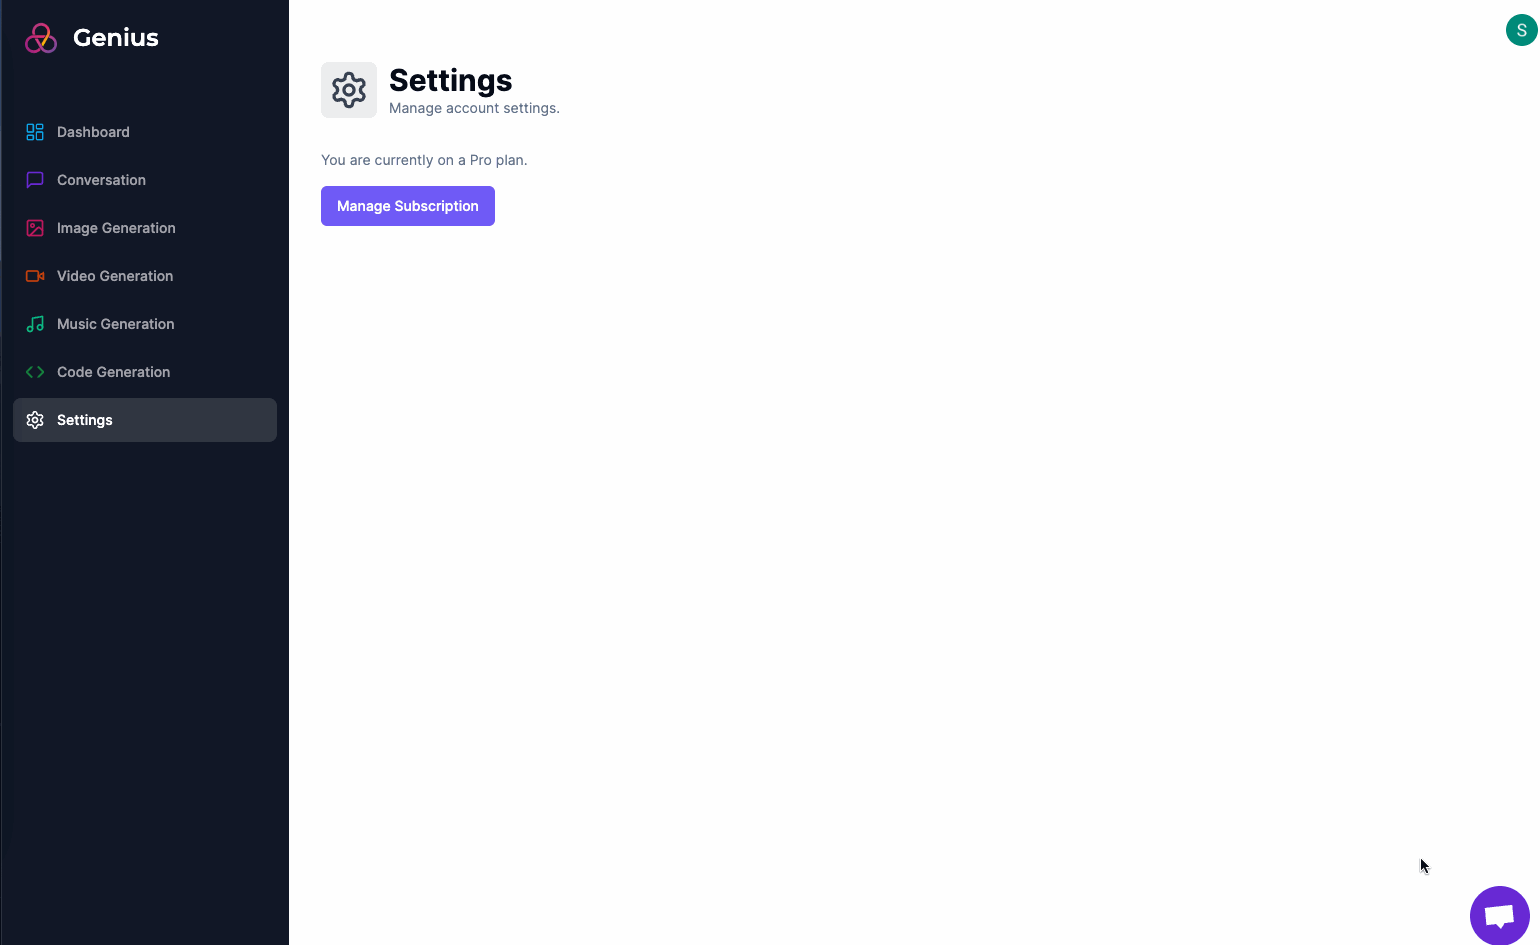 Genius
Dashboard
Conversation
Image Generation
Video Generation
Music Generation
Code Generation
Settings
S
Settings
Manage account settings.
You are currently on a Pro plan.
Manage Subscription